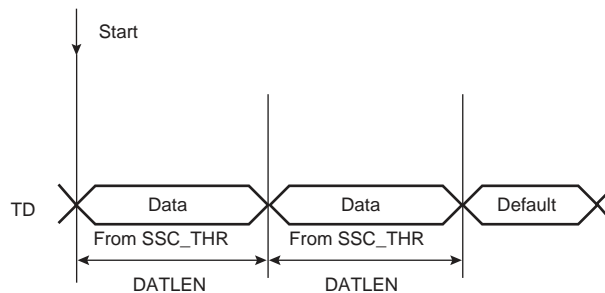 Start
TD Data Data Default
From SSC_THR From SSC_THR
DATLEN DATLEN